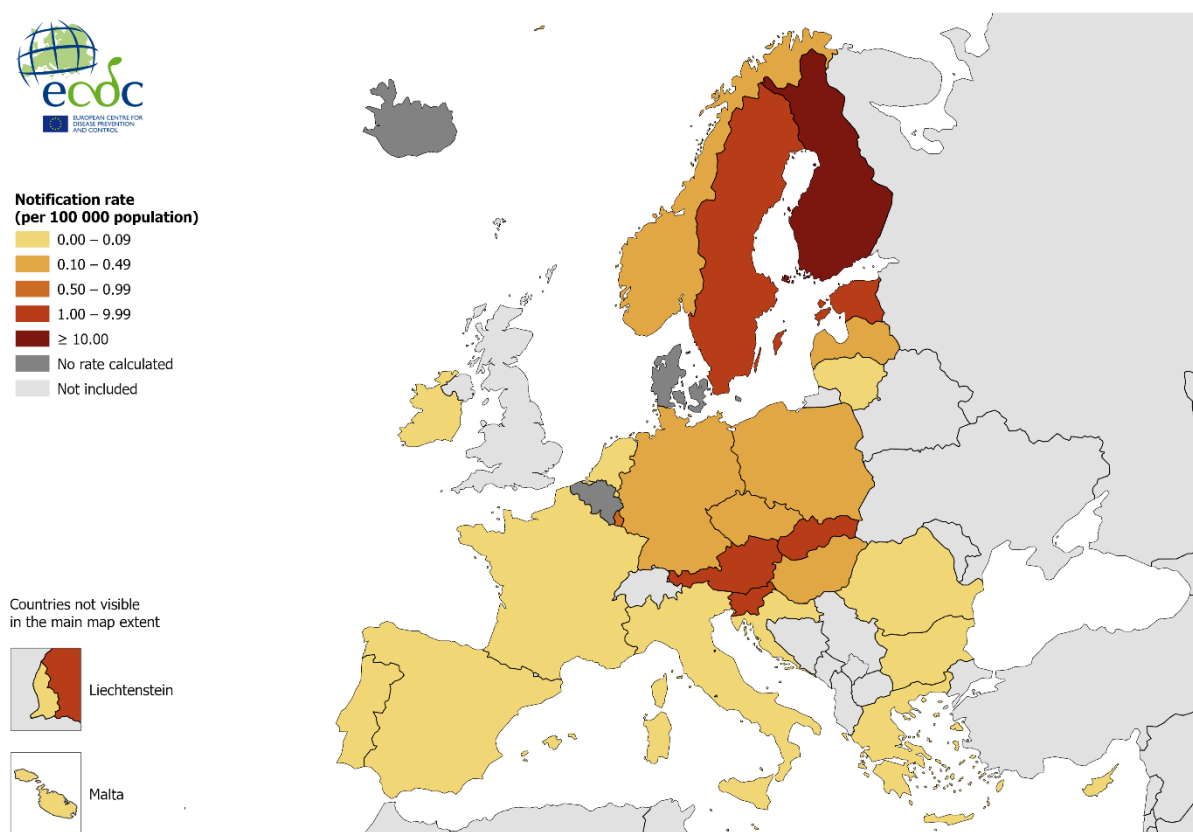 ecdc
EUROPEAN CENTRE FOR
DISEASE PREVENTION
AND CONTROL
Notification rate
(per 100 000 population)
0.00 – 0.09
0.10 – 0.49
0.50 – 0.99
1.00 – 9.99
≥ 10.00
No rate calculated
Not included
Countries not visible
in the main map extent
Liechtenstein
Malta